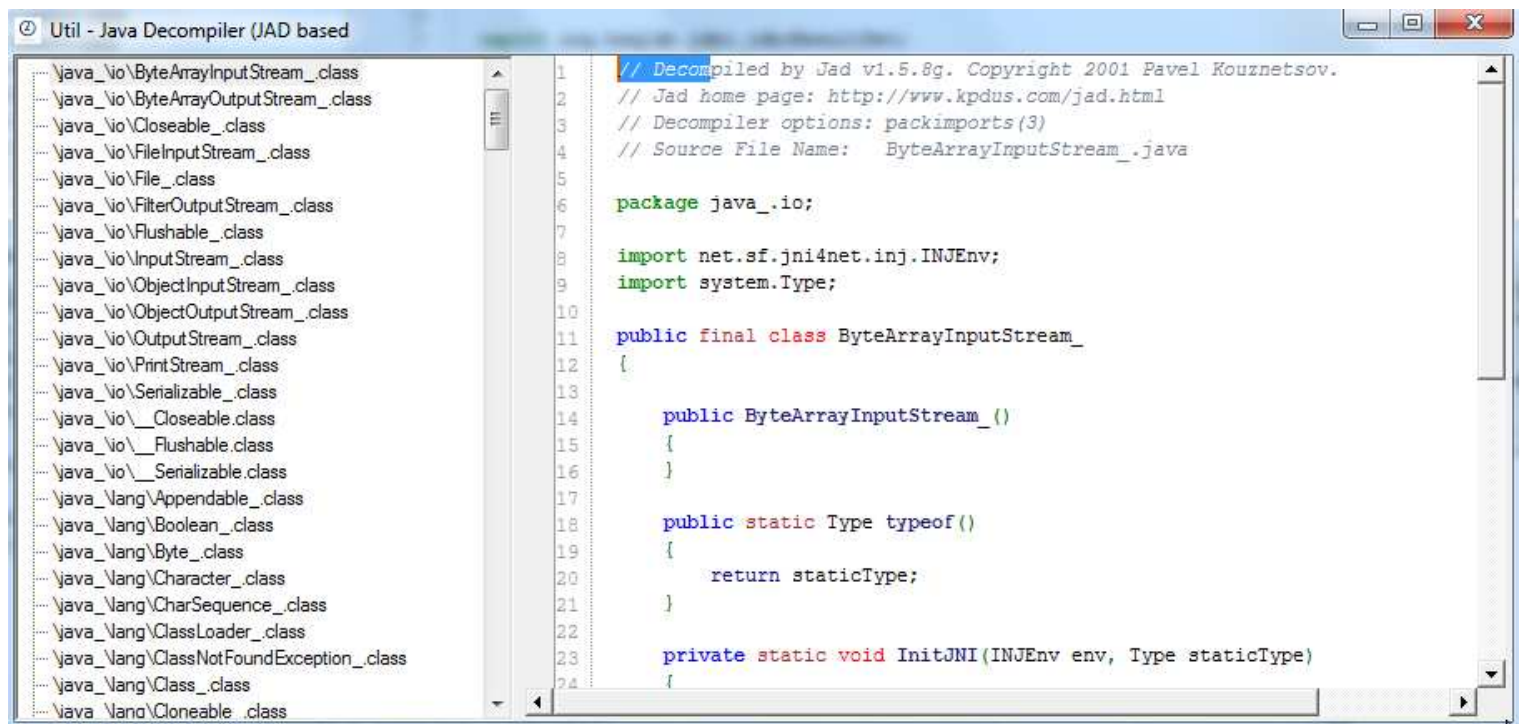 Util - Java Decompiler (JAD based
\java_\io\ByteArrayInputStream_.class
\java_\io\ByteArrayOutputStream_.class
\java_\io\Closeable_.class
\java_\io\FileInputStream_.class
\java_\io\File_.class
\java_\io\FilterOutputStream_.class
\java_\io\Flushable_.class
\java_\io\InputStream_.class
\java_\io\ObjectInputStream_.class
\java_\io\ObjectOutputStream_.class
\java_\io\OutputStream_.class
\java_\io\PrintStream_.class
\java_\io\Serializable_.class
\java_\io\__Closeable.class
\java_\io\__Flushable.class
\java_\io\__Serializable.class
\java_\lang\Appendable_.class
\java_\lang\Boolean_.class
\java_\lang\Byte_.class
\java_\lang\Character_.class
\java_\lang\CharSequence_.class
\java_\lang\ClassLoader_.class
\java_\lang\ClassNotFoundException_.class
\java_\lang\Class_.class
\java_\lang\Cloneable_.class
1 // Decompiled by Jad v1.5.8g. Copyright 2001 Pavel Kouznetsov.
2 // Jad home page: http://www.kpdus.com/jad.html
3 // Decompiler options: packimports(3)
4 // Source File Name:   ByteArrayInputStream_.java
5
6 package java_.io;
7
8 import net.sf.jni4net.inj.INJEnv;
9 import system.Type;
10
11 public final class ByteArrayInputStream_
12 {
13
14     public ByteArrayInputStream_()
15     {
16     }
17
18     public static Type typeof()
19     {
20         return staticType;
21     }
22
23     private static void InitJNI(INJEnv env, Type staticType)
24     {